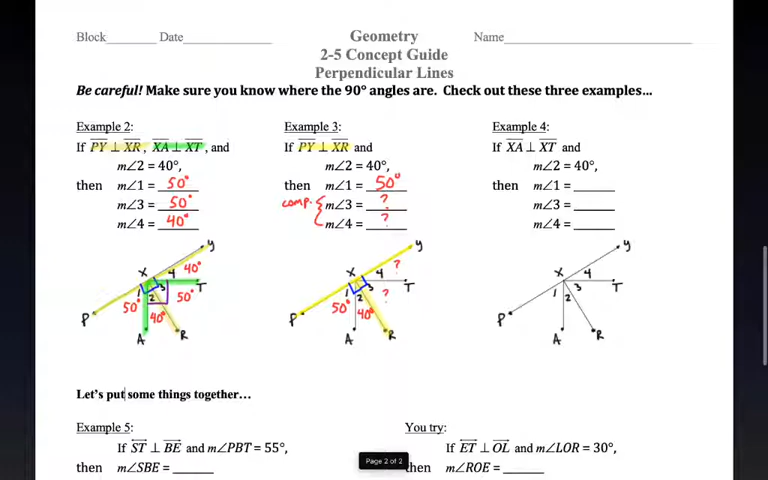 Block_______ Date_____________ Geometry Name___________________________
2-5 Concept Guide
Perpendicular Lines
Be careful! Make sure you know where the 90° angles are. Check out these three examples...
Example 2:
If PY ⊥ XR, XA ⊥ XT, and
m∠2 = 40°,
then m∠1 = 50°
m∠3 = 50°
m∠4 = 40°
Y
X 4 40°
1 3 T
2 50°
50° 40°
P
A R
Example 3:
If PY ⊥ XR and
m∠2 = 40°,
then m∠1 = 50°
comp. { m∠3 = ?
m∠4 = ?
Y
X 4 ?
1 3 T
2 ?
50° 40°
P
A R
Example 4:
If XA ⊥ XT and
m∠2 = 40°,
then m∠1 = ______
m∠3 = ______
m∠4 = ______
Y
X 4
1 3 T
2
P
A R
Let's put some things together...
Example 5:
If ST ⊥ BE and m∠PBT = 55°,
then m∠SBE = ______
You try:
If ET ⊥ OL and m∠LOR = 30°,
then m∠ROE = ______
Page 2 of 2